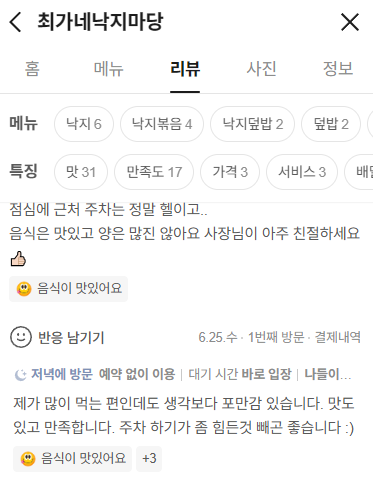 최가네낙지마당
홈 메뉴 리뷰 사진 정보
메뉴 낙지 6 낙지볶음 4 낙지덮밥 2 덮밥 2
특징 맛 31 만족도 17 가격 3 서비스 3 배달
점심에 근처 주차는 정말 헬이고..
음식은 맛있고 양은 많진 않아요 사장님이 아주 친절하세요
👍🏻
음식이 맛있어요
반응 남기기 6.25.수 · 1번째 방문 · 결제내역
저녁에 방문 예약 없이 이용 대기 시간 바로 입장 나들이...
제가 많이 먹는 편인데도 생각보다 포만감 있습니다. 맛도
있고 만족합니다. 주차 하기가 좀 힘든것 빼곤 좋습니다 :)
음식이 맛있어요 +3